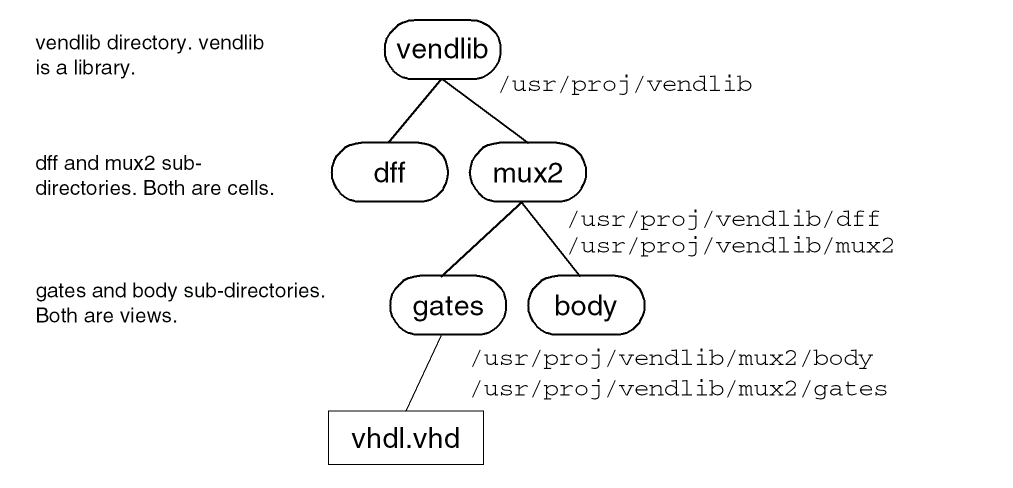 vendlib directory. vendlib
is a library.
vendlib
/usr/proj/vendlib
dff and mux2 sub-
directories. Both are cells.
dff
mux2
/usr/proj/vendlib/dff
/usr/proj/vendlib/mux2
gates and body sub-directories.
Both are views.
gates
body
/usr/proj/vendlib/mux2/body
/usr/proj/vendlib/mux2/gates
vhdl.vhd